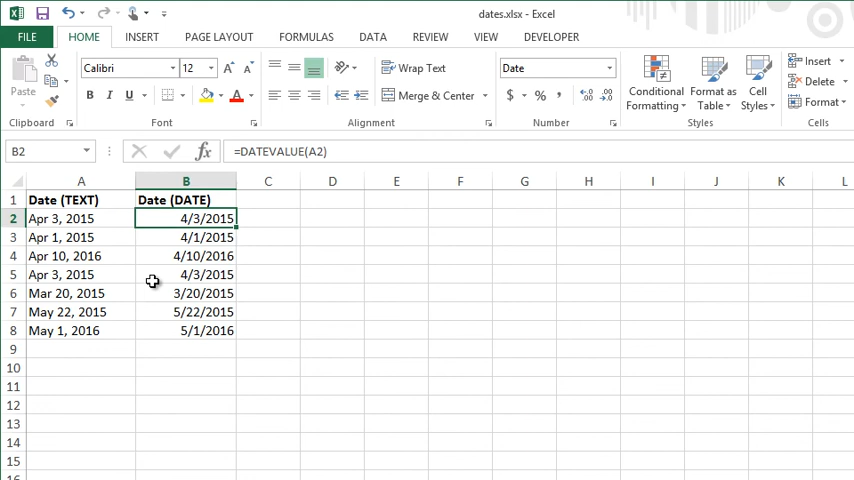 dates.xlsx - Excel
FILE HOME INSERT PAGE LAYOUT FORMULAS DATA REVIEW VIEW DEVELOPER
Paste
Calibri 12 A A
B I U A
Wrap Text
Merge & Center
Date
$ % , .00 .0
Conditional Formatting
Format as Table
Cell Styles
Insert
Delete
Format
Clipboard Font Alignment Number Styles Cells
B2 fx =DATEVALUE(A2)
A B C D E F G H I J K L
1 Date (TEXT) Date (DATE)
2 Apr 3, 2015 4/3/2015
3 Apr 1, 2015 4/1/2015
4 Apr 10, 2016 4/10/2016
5 Apr 3, 2015 4/3/2015
6 Mar 20, 2015 3/20/2015
7 May 22, 2015 5/22/2015
8 May 1, 2016 5/1/2016
9
10
11
12
13
14
15
16